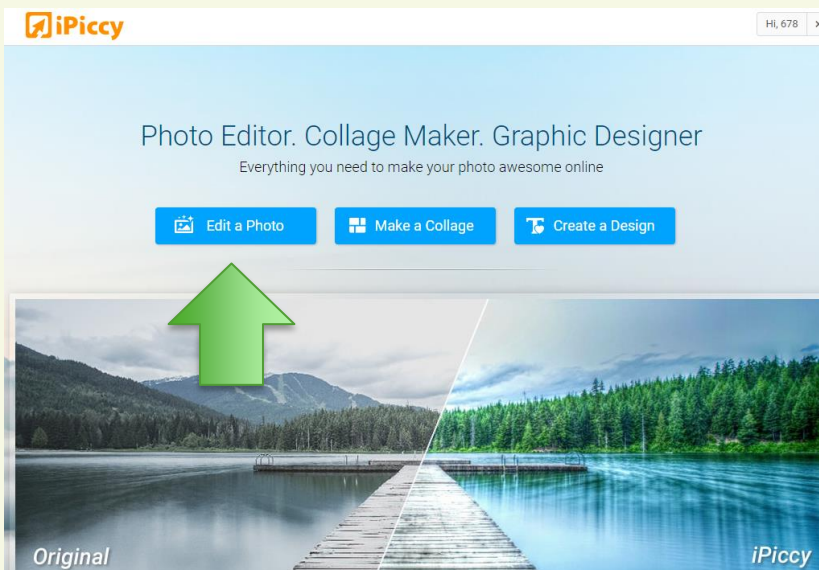 iPiccy
Hi, 678
Photo Editor. Collage Maker. Graphic Designer
Everything you need to make your photo awesome online
Edit a Photo
Make a Collage
Create a Design
Original
iPiccy